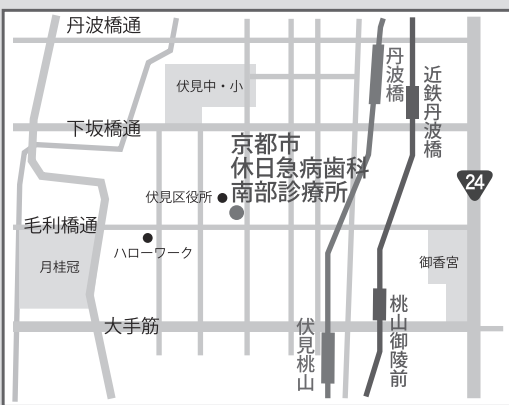 丹波橋通
伏見中・小
丹波橋
近鉄丹波橋
下坂橋通
京都市
休日急病歯科
南部診療所
伏見区役所
24
毛利橋通
ハローワーク
月桂冠
御香宮
大手筋
伏見桃山
桃山御陵前